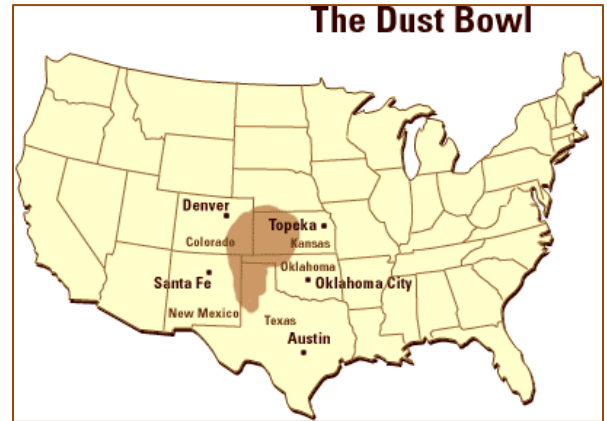 The Dust Bowl
Denver
Colorado
Topeka
Kansas
Oklahoma
Santa Fe
Oklahoma City
New Mexico
Texas
Austin